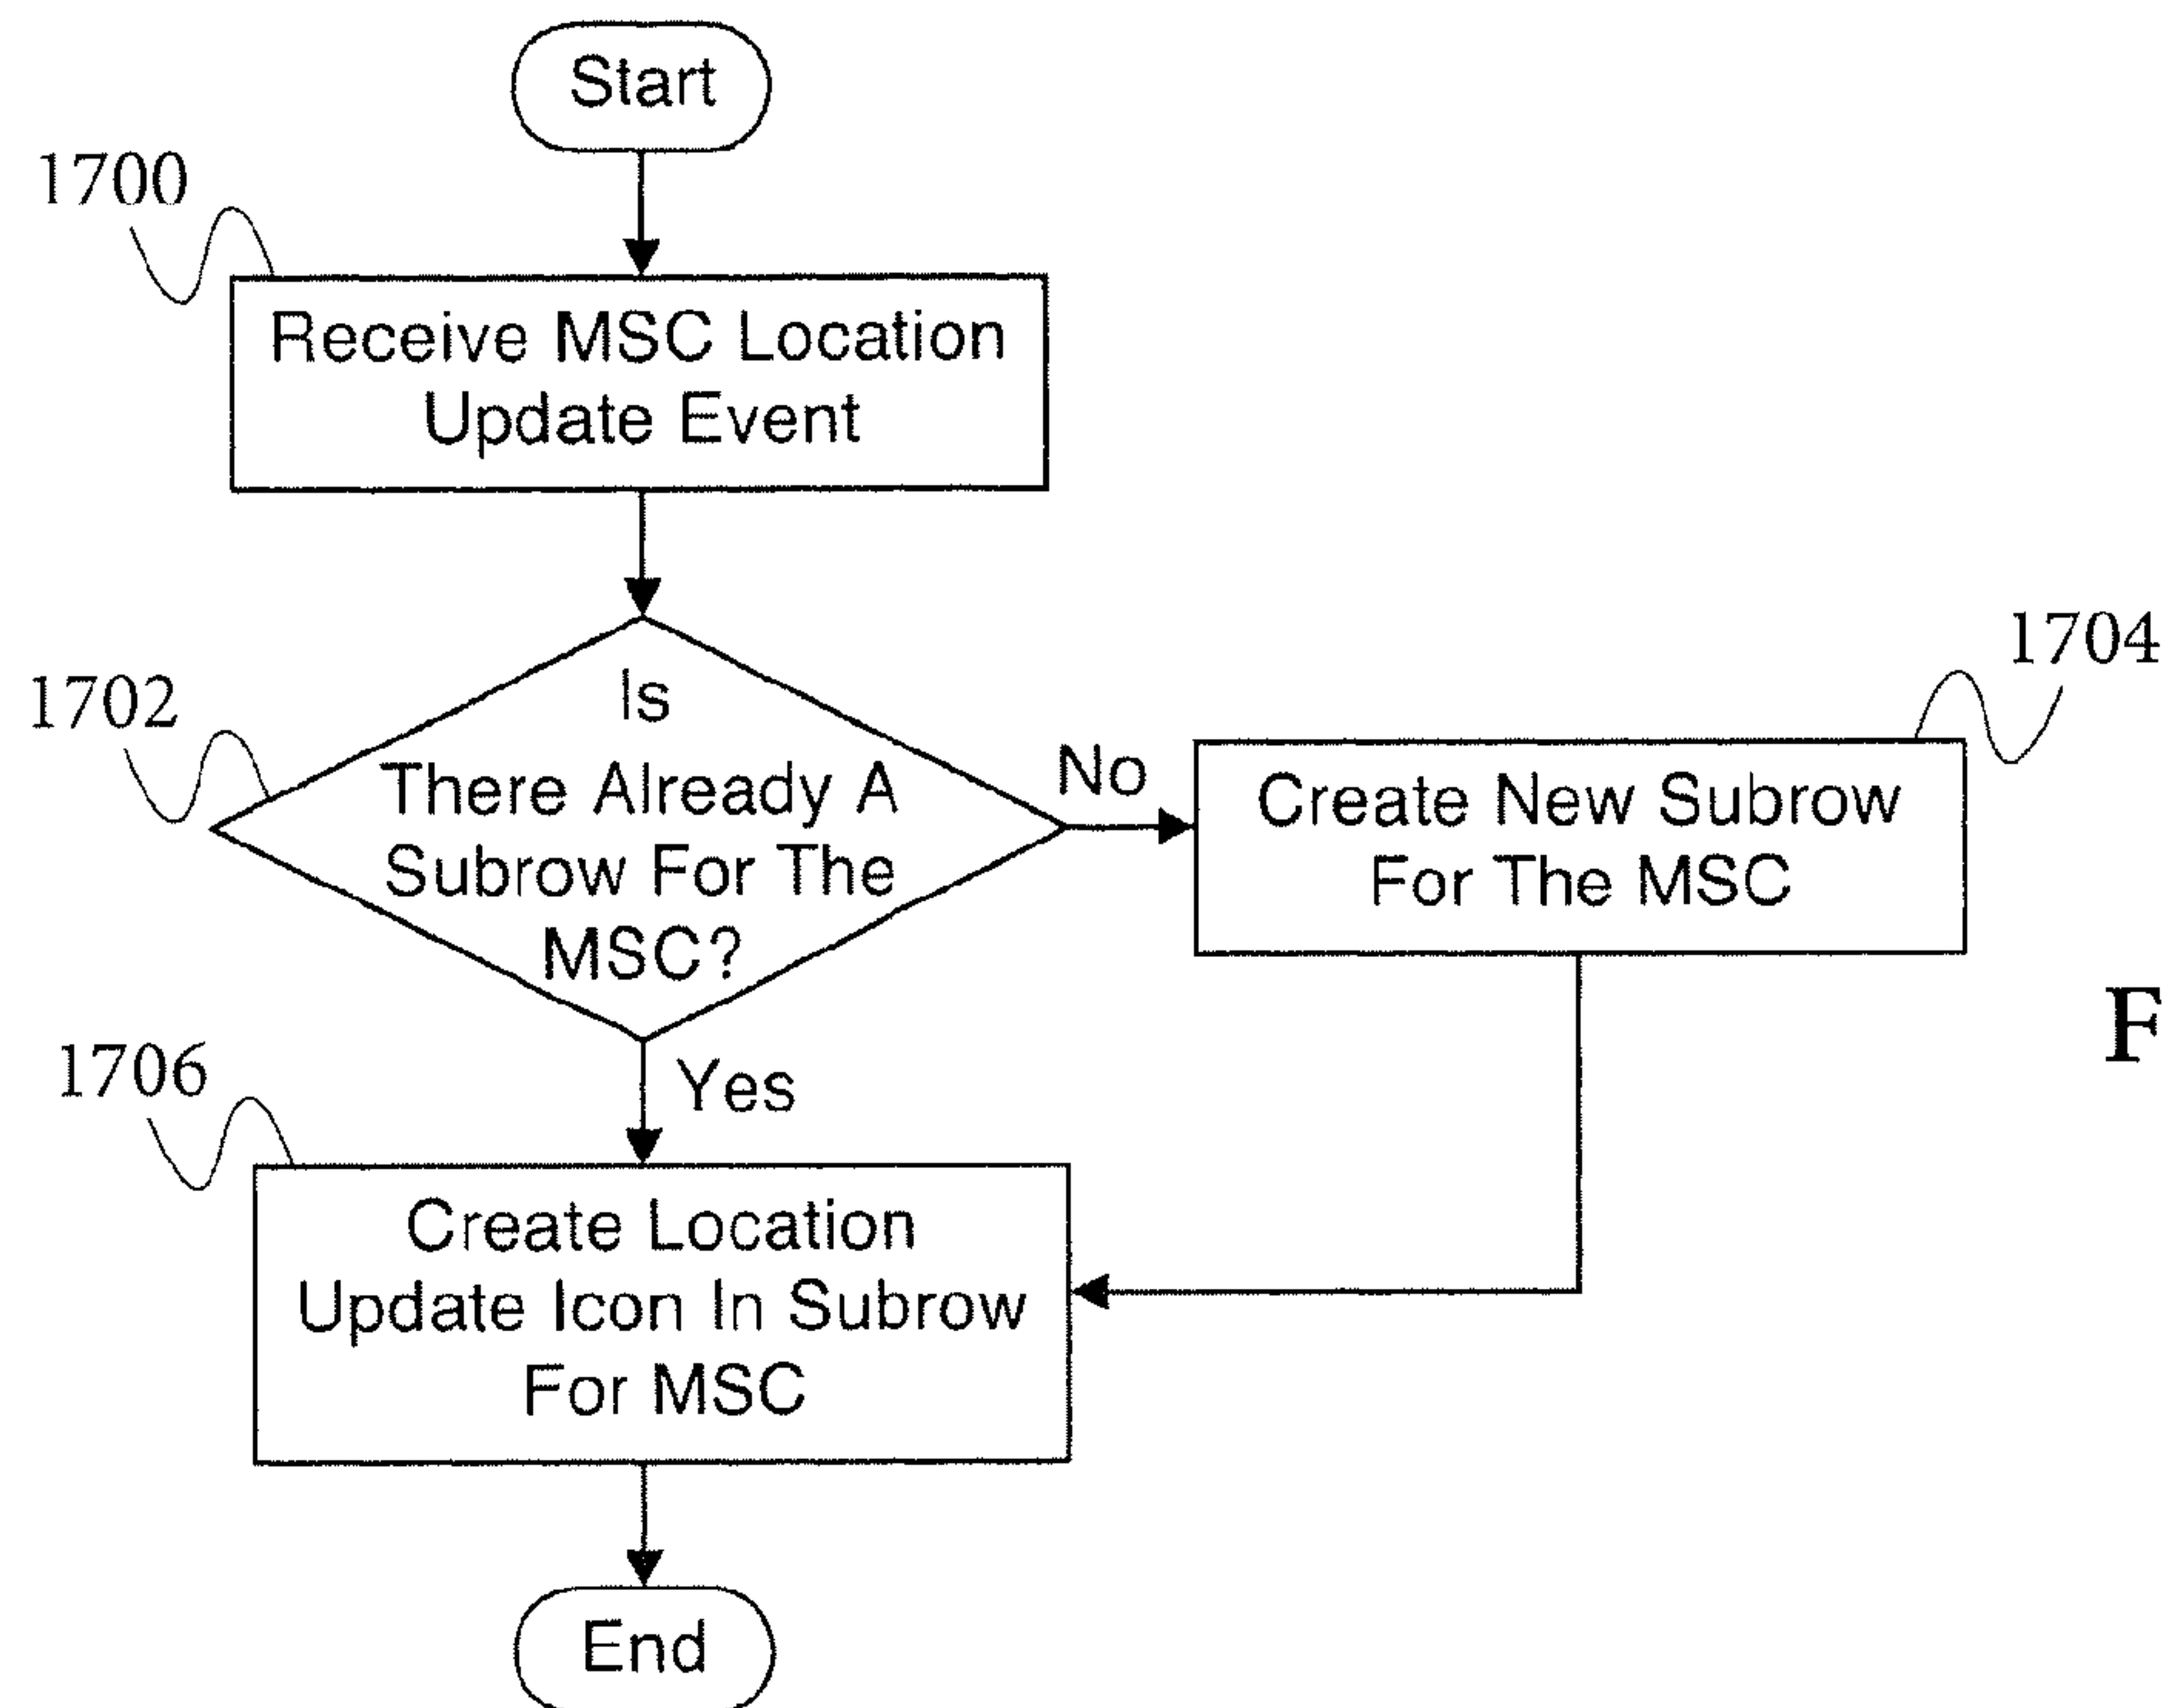 Start
1700
Receive MSC Location
Update Event
1702
Is
There Already A
Subrow For The
MSC?
No
1704
Create New Subrow
For The MSC
F
Yes
1706
Create Location
Update Icon In Subrow
For MSC
End